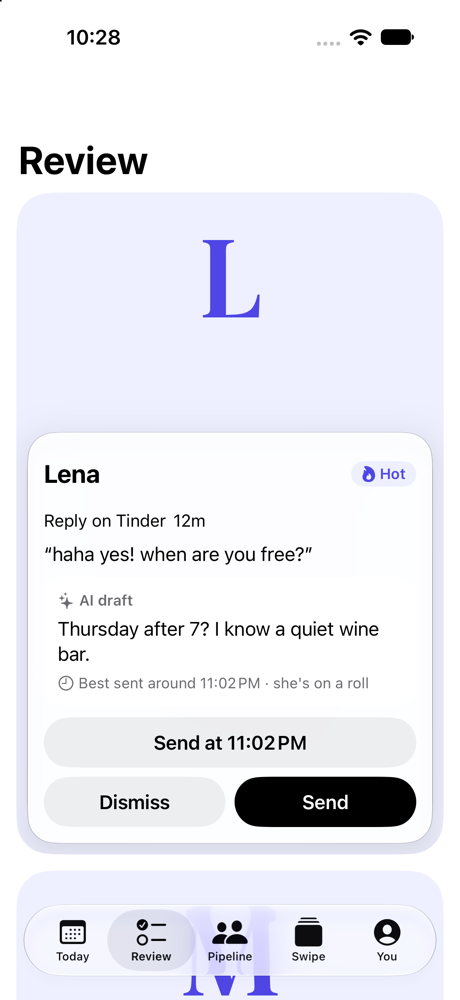 10:28
Review
L
Lena
Hot
Reply on Tinder 12m
“haha yes! when are you free?”
AI draft
Thursday after 7? I know a quiet wine
bar.
Best sent around 11:02 PM · she's on a roll
Send at 11:02 PM
Dismiss
Send
M
Today
Review
Pipeline
Swipe
You